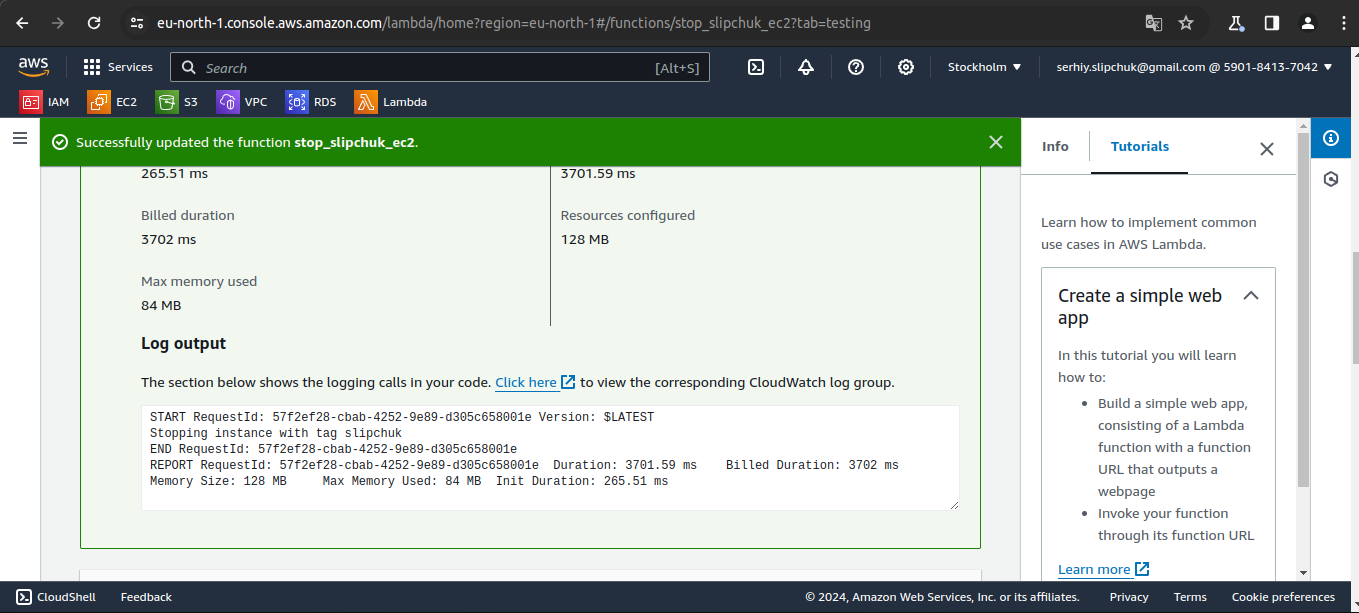 eu-north-1.console.aws.amazon.com/lambda/home?region=eu-north-1#/functions/stop_slipchuk_ec2?tab=testing
aws
Services
Search
[Alt+S]
Stockholm
serhiy.slipchuk@gmail.com @ 5901-8413-7042
IAM
EC2
S3
VPC
RDS
Lambda
Successfully updated the function stop_slipchuk_ec2.
265.51 ms
3701.59 ms
Billed duration
Resources configured
3702 ms
128 MB
Max memory used
84 MB
Log output
The section below shows the logging calls in your code. Click here to view the corresponding CloudWatch log group.
START RequestId: 57f2ef28-cbab-4252-9e89-d305c658001e Version: $LATEST
Stopping instance with tag slipchuk
END RequestId: 57f2ef28-cbab-4252-9e89-d305c658001e
REPORT RequestId: 57f2ef28-cbab-4252-9e89-d305c658001e Duration: 3701.59 ms Billed Duration: 3702 ms
Memory Size: 128 MB Max Memory Used: 84 MB Init Duration: 265.51 ms
Info
Tutorials
Learn how to implement common
use cases in AWS Lambda.
Create a simple web
app
In this tutorial you will learn
how to:
• Build a simple web app,
consisting of a Lambda
function with a function
URL that outputs a
webpage
• Invoke your function
through its function URL
Learn more
CloudShell
Feedback
© 2024, Amazon Web Services, Inc. or its affiliates.
Privacy
Terms
Cookie preferences